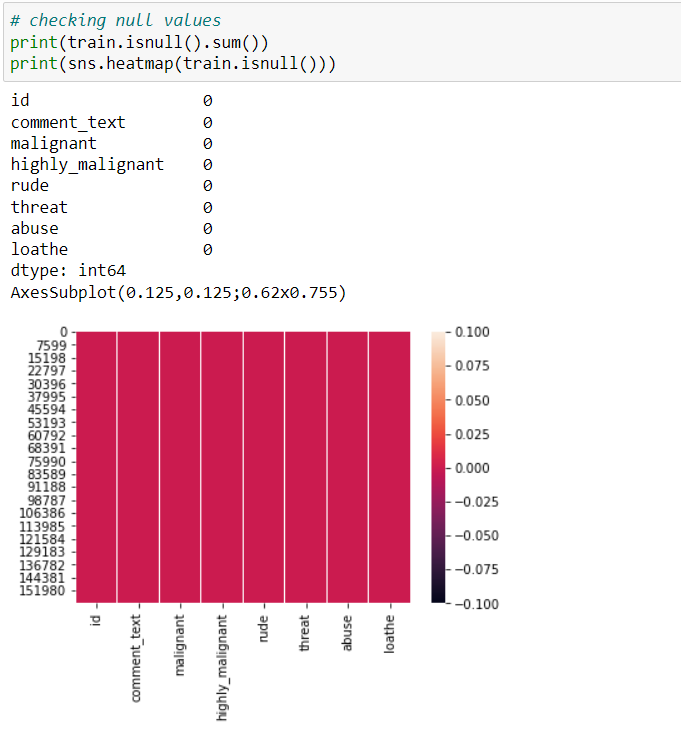 # checking null values
print(train.isnull().sum())
print(sns.heatmap(train.isnull()))
id 0
comment_text 0
malignant 0
highly_malignant 0
rude 0
threat 0
abuse 0
loathe 0
dtype: int64
AxesSubplot(0.125,0.125;0.62x0.755)
0
7599
15198
22797
30396
37995
45594
53193
60792
68391
75990
83589
91188
98787
106386
113985
121584
129183
136782
144381
151980
id
comment_text
malignant
highly_malignant
rude
threat
abuse
loathe
0.100
0.075
0.050
0.025
0.000
−0.025
−0.050
−0.075
−0.100